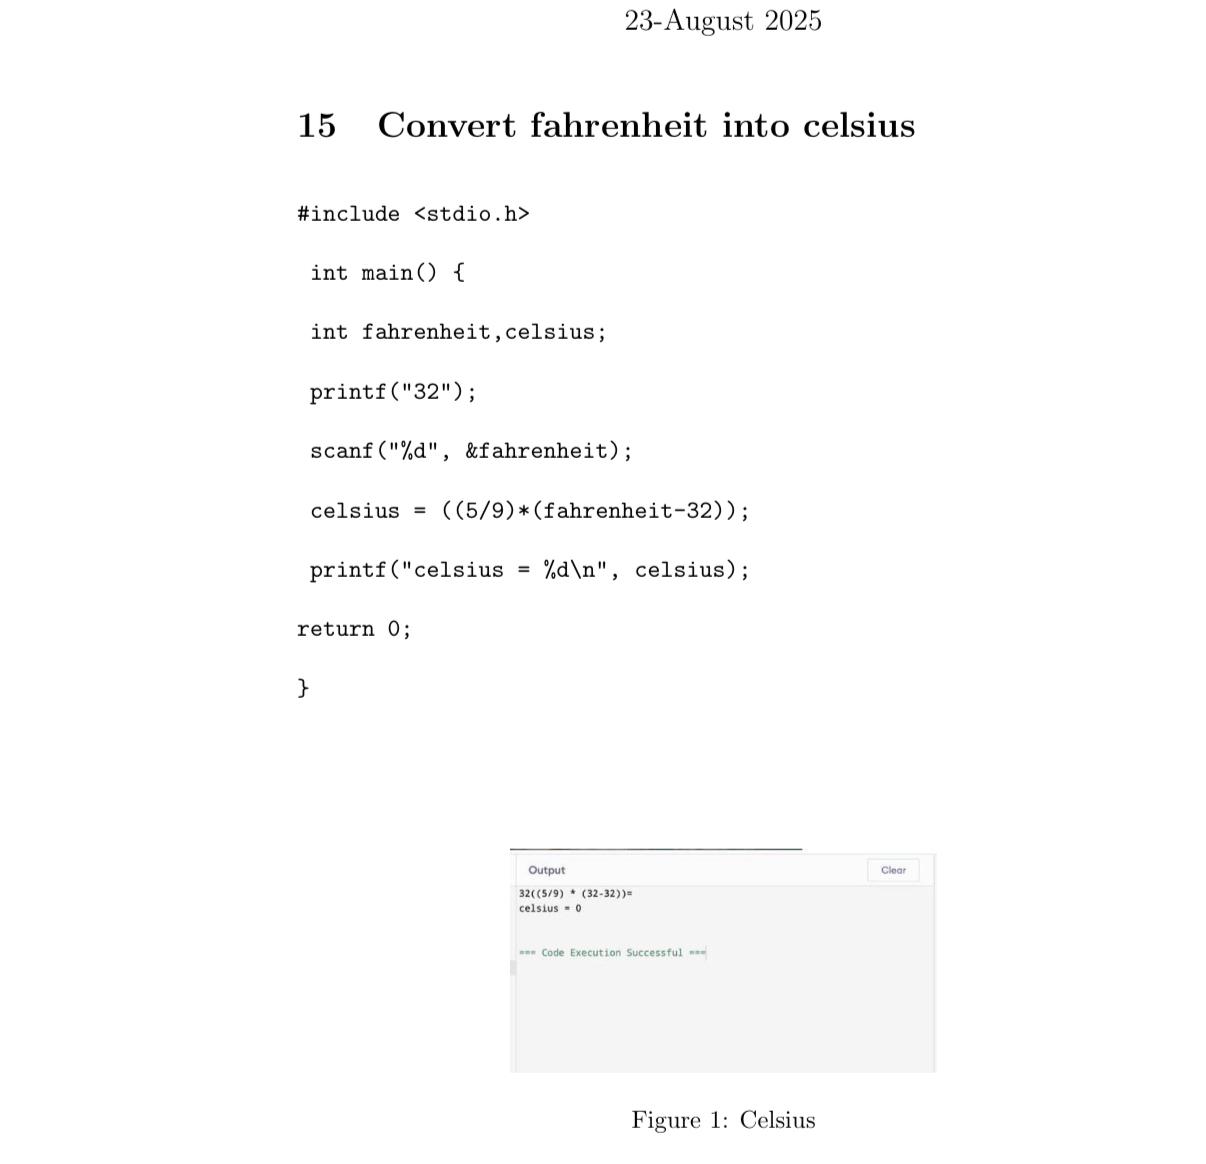 23-August 2025
15 Convert fahrenheit into celsius
#include <stdio.h>
int main() {
int fahrenheit,celsius;
printf("32");
scanf("%d", &fahrenheit);
celsius = ((5/9)*(fahrenheit-32));
printf("celsius = %d\n", celsius);
return 0;
}
Output Clear
32((5/9) * (32-32))=
celsius = 0
=== Code Execution Successful ===
Figure 1: Celsius